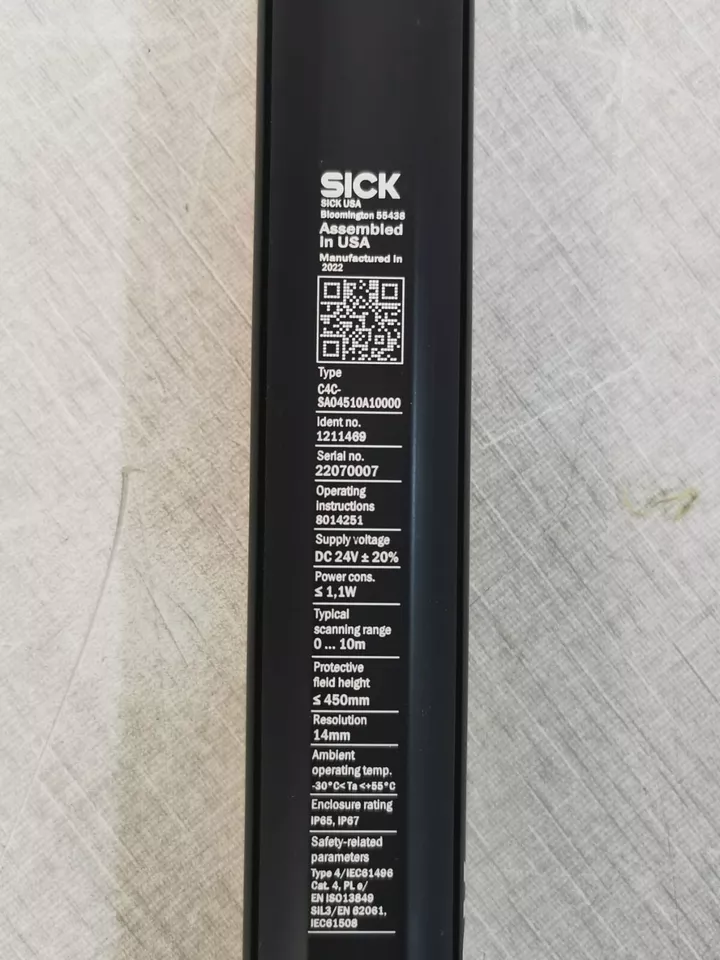 SICK
SICK USA
Bloomington 55438
Assembled
in USA
Manufactured in
2022
Type
C4C-
SA04510A10000
Ident no.
1211469
Serial no.
22070007
Operating
instructions
8014251
Supply voltage
DC 24V ± 20%
Power cons.
≤ 1,1W
Typical
scanning range
0 ... 10m
Protective
field height
≤ 450mm
Resolution
14mm
Ambient
operating temp.
-30°C< Ta <+55°C
Enclosure rating
IP65, IP67
Safety-related
parameters
Type 4/IEC61496
Cat. 4, PL e/
EN ISO13849
SIL3/EN 62061,
IEC61508